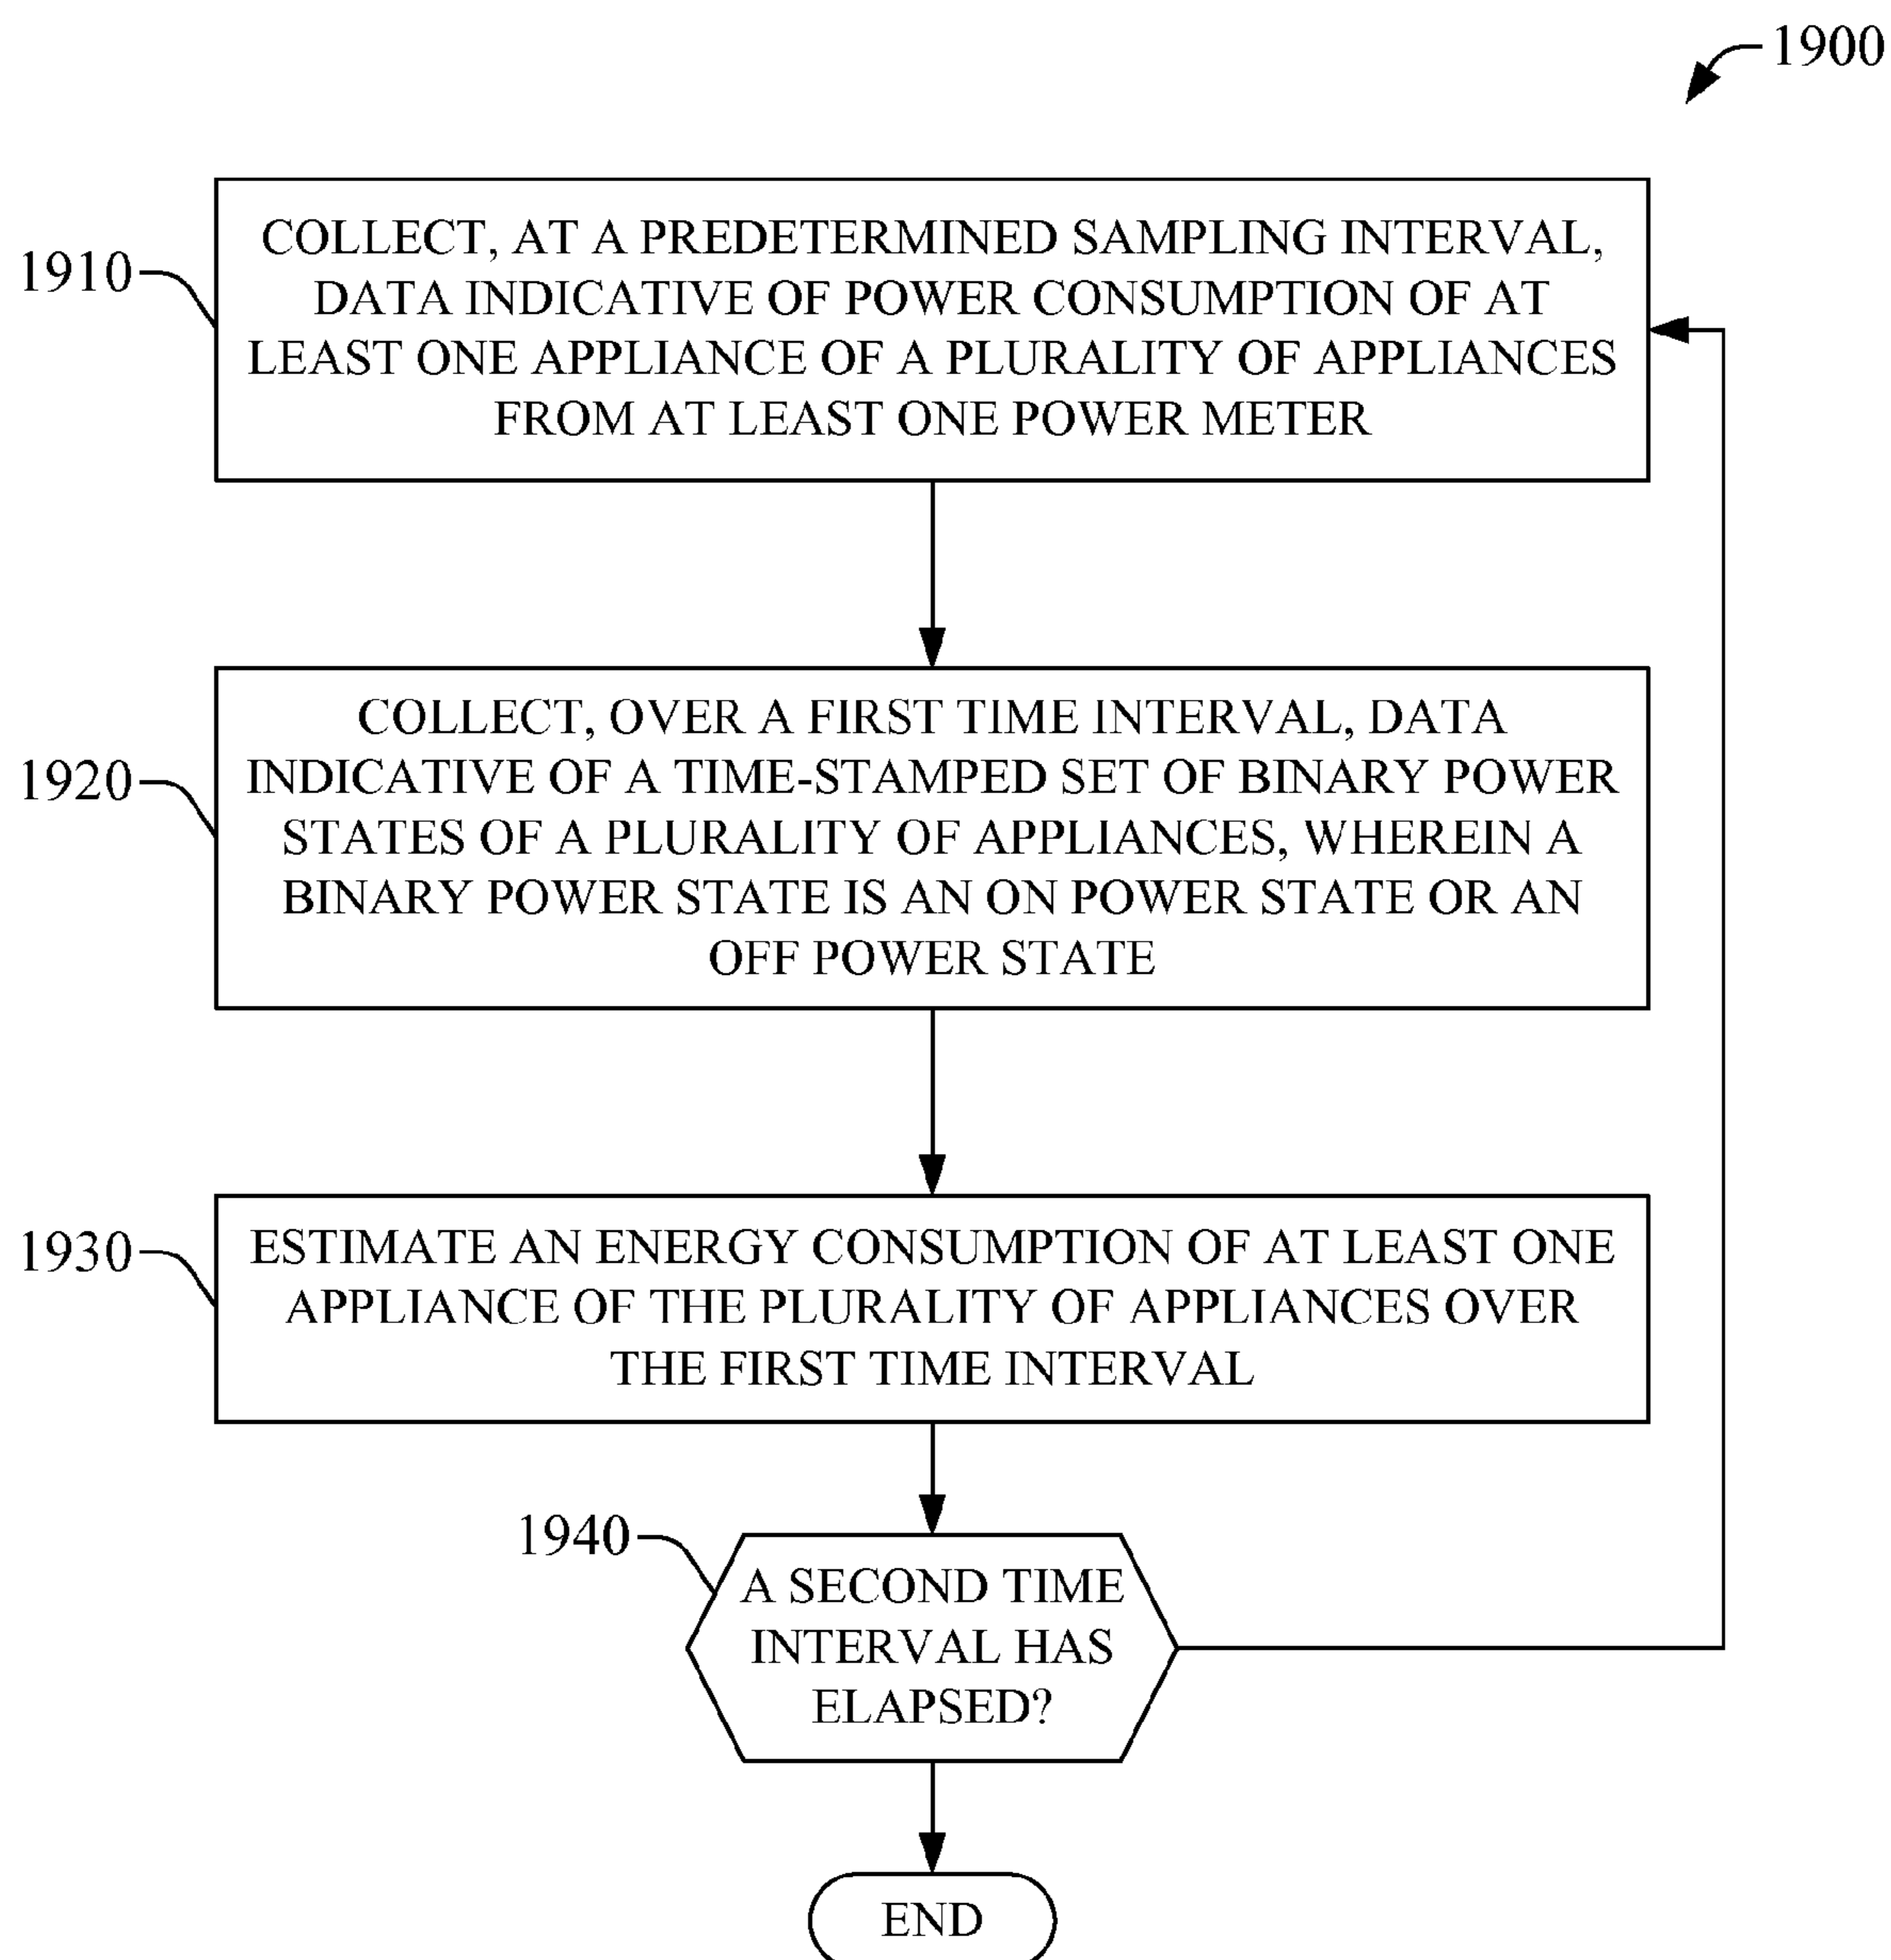 1900
1910
COLLECT, AT A PREDETERMINED SAMPLING INTERVAL,
DATA INDICATIVE OF POWER CONSUMPTION OF AT
LEAST ONE APPLIANCE OF A PLURALITY OF APPLIANCES
FROM AT LEAST ONE POWER METER
1920
COLLECT, OVER A FIRST TIME INTERVAL, DATA
INDICATIVE OF A TIME-STAMPED SET OF BINARY POWER
STATES OF A PLURALITY OF APPLIANCES, WHEREIN A
BINARY POWER STATE IS AN ON POWER STATE OR AN
OFF POWER STATE
1930
ESTIMATE AN ENERGY CONSUMPTION OF AT LEAST ONE
APPLIANCE OF THE PLURALITY OF APPLIANCES OVER
THE FIRST TIME INTERVAL
1940
A SECOND TIME
INTERVAL HAS
ELAPSED?
END